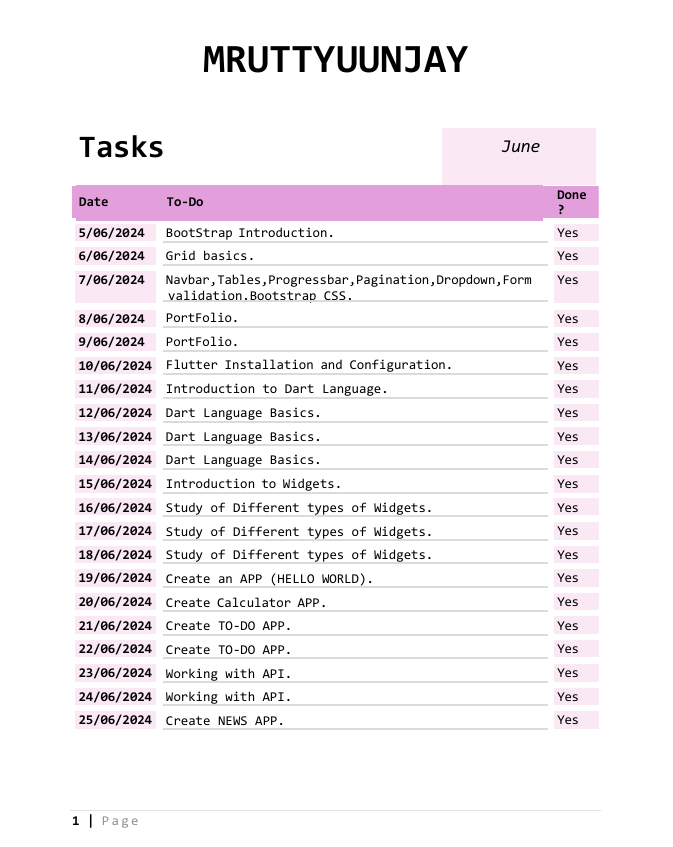 MRUTTYUUNJAY
Tasks
June
Date To-Do Done
?
5/06/2024 BootStrap Introduction. Yes
6/06/2024 Grid basics. Yes
7/06/2024 Navbar,Tables,Progressbar,Pagination,Dropdown,Form Yes
validation.Bootstrap CSS.
8/06/2024 PortFolio. Yes
9/06/2024 PortFolio. Yes
10/06/2024 Flutter Installation and Configuration. Yes
11/06/2024 Introduction to Dart Language. Yes
12/06/2024 Dart Language Basics. Yes
13/06/2024 Dart Language Basics. Yes
14/06/2024 Dart Language Basics. Yes
15/06/2024 Introduction to Widgets. Yes
16/06/2024 Study of Different types of Widgets. Yes
17/06/2024 Study of Different types of Widgets. Yes
18/06/2024 Study of Different types of Widgets. Yes
19/06/2024 Create an APP (HELLO WORLD). Yes
20/06/2024 Create Calculator APP. Yes
21/06/2024 Create TO-DO APP. Yes
22/06/2024 Create TO-DO APP. Yes
23/06/2024 Working with API. Yes
24/06/2024 Working with API. Yes
25/06/2024 Create NEWS APP. Yes
1 | Page